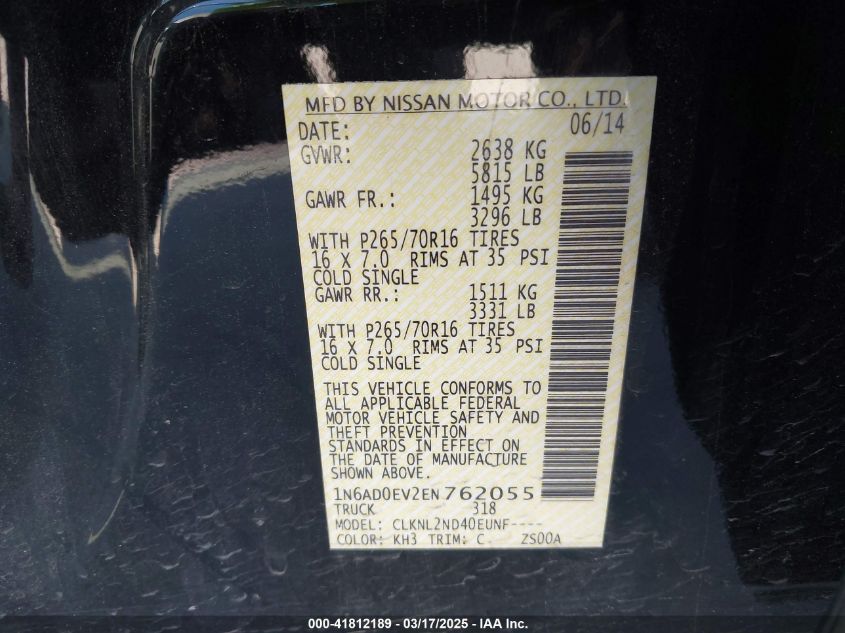 MFD BY NISSAN MOTOR CO., LTD.
DATE: 06/14
GVWR: 2638 KG
5815 LB
GAWR FR.: 1495 KG
3296 LB
WITH P265/70R16 TIRES
16 X 7.0 RIMS AT 35 PSI
COLD SINGLE
GAWR RR.: 1511 KG
3331 LB
WITH P265/70R16 TIRES
16 X 7.0 RIMS AT 35 PSI
COLD SINGLE
THIS VEHICLE CONFORMS TO
ALL APPLICABLE FEDERAL
MOTOR VEHICLE SAFETY AND
THEFT PREVENTION
STANDARDS IN EFFECT ON
THE DATE OF MANUFACTURE
SHOWN ABOVE.
1N6AD0EV2EN762055
TRUCK 318
MODEL: CLKNL2ND40EUNF----
COLOR: KH3 TRIM: C ZS00A
000-41812189 - 03/17/2025 - IAA Inc.